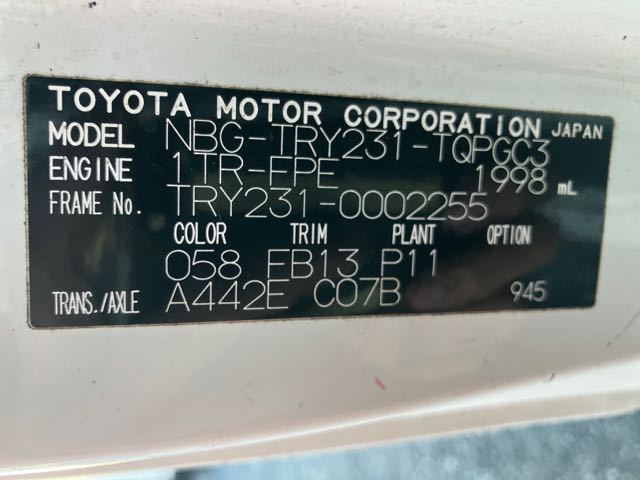 TOYOTA MOTOR CORPORATION JAPAN
MODEL NBG-TRY231-TQPGC3
ENGINE 1TR-FPE 1998 mL
FRAME No. TRY231-0002255
COLOR TRIM PLANT OPTION
058 FB13 P11
TRANS./AXLE A442E C07B 945